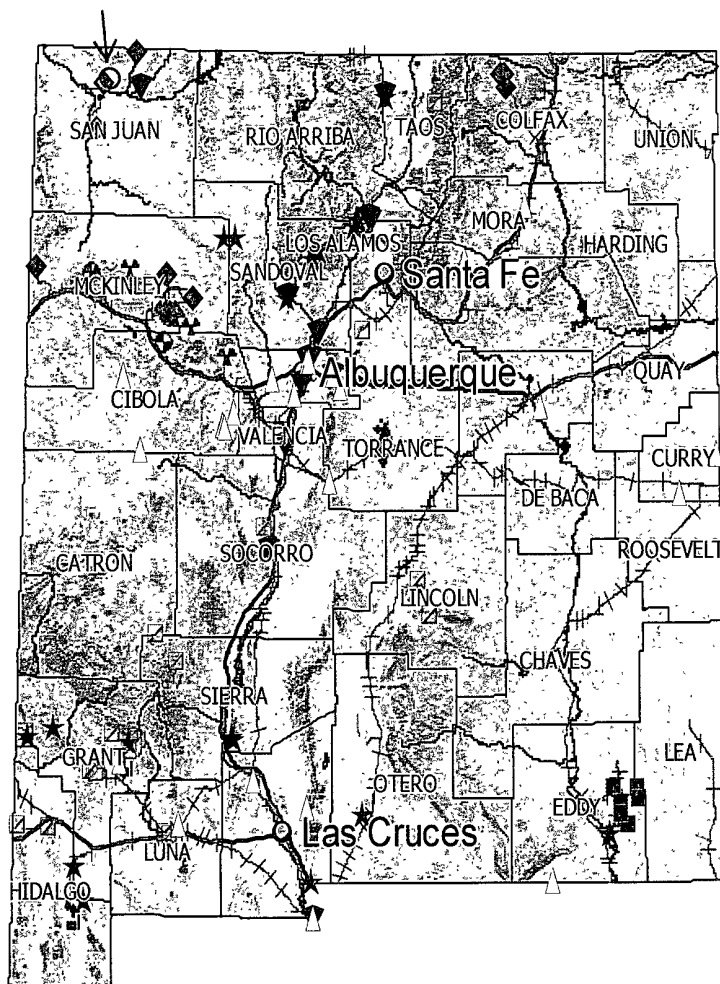 SAN JUAN
RIO ARRIBA
TAOS
COLFAX
UNION
LOS ALAMOS
MORA
HARDING
MCKINLEY
SANDOVAL
Santa Fe
Albuquerque
QUAY
CIBOLA
VALENCIA
TORRANCE
CURRY
DE BACA
CATRON
SOCORRO
LINCOLN
ROOSEVELT
CHAVES
SIERRA
GRANT
OTERO
EDDY
LEA
Las Cruces
LUNA
HIDALGO